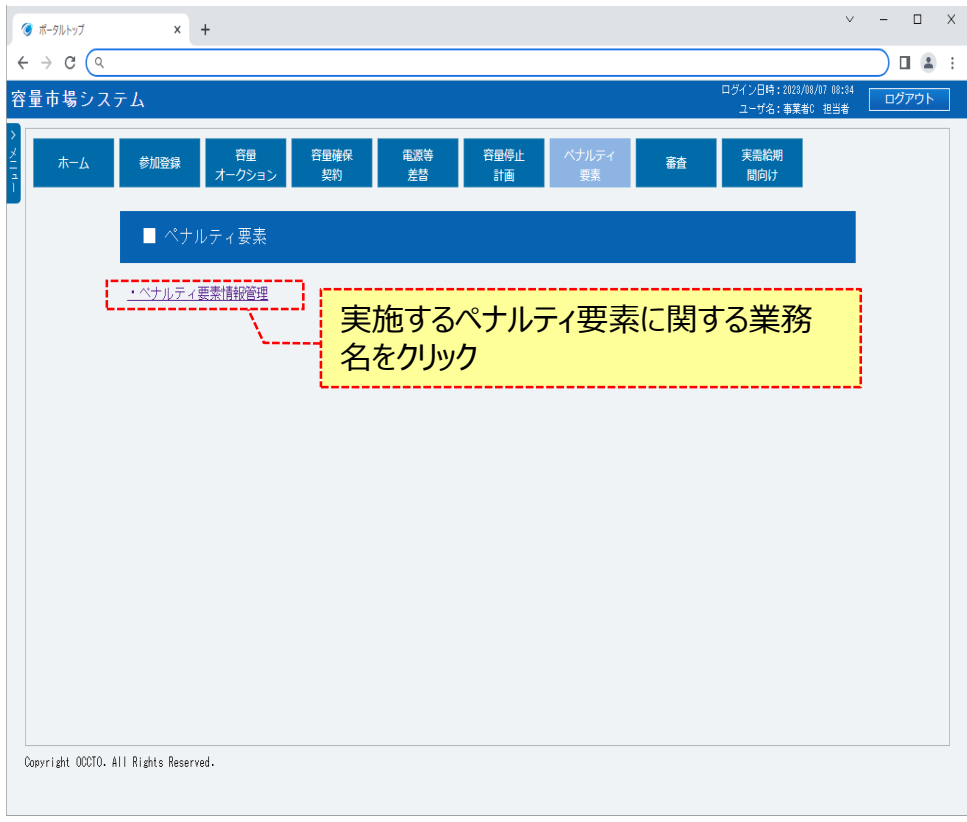 ポータルトップ
容量市場システム
ログイン日時:2023/08/07 08:34
ユーザ名:事業者C 担当者
ログアウト
メニュー
ホーム
参加登録
容量
オークション
容量確保
契約
電源等
差替
容量停止
計画
ペナルティ
要素
審査
実需給期
間向け
■ ペナルティ要素
・ペナルティ要素情報管理
実施するペナルティ要素に関する業務
名をクリック
Copyright OCCTO. All Rights Reserved.